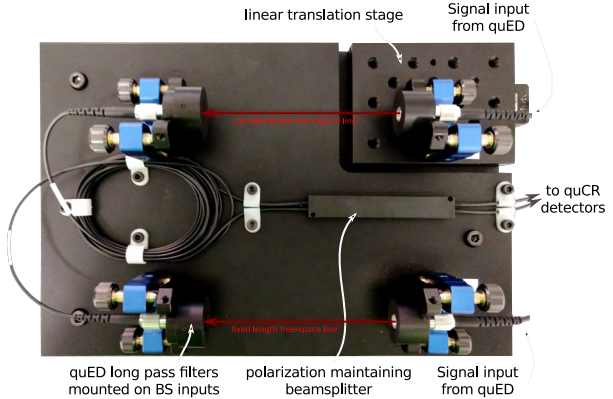 linear translation stage
Signal input
from quED
variable length free-space line
to quCR
detectors
fixed length free-space line
quED long pass filters
mounted on BS inputs
polarization maintaining
beamsplitter
Signal input
from quED